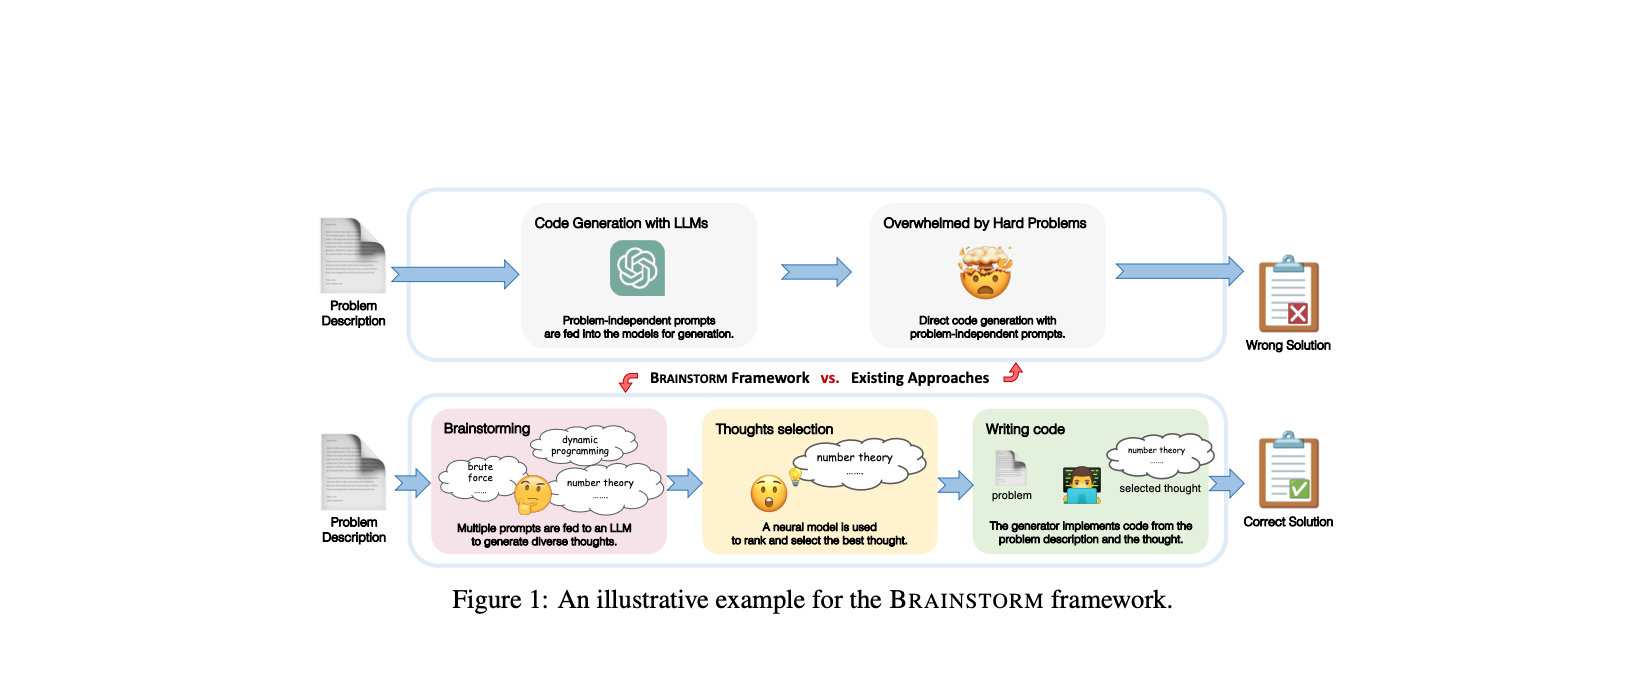 Code Generation with LLMs
Problem-independent prompts
are fed into the models for generation.
Overwhelmed by Hard Problems
Direct code generation with
problem-independent prompts.
Problem
Description
Wrong Solution
BRAINSTORM Framework vs. Existing Approaches
Brainstorming
dynamic
programming
brute
force
......
number theory
.......
Multiple prompts are fed to an LLM
to generate diverse thoughts.
Thoughts selection
number theory
.......
A neural model is used
to rank and select the best thought.
Writing code
problem
number theory
......
selected thought
The generator implements code from the
problem description and the thought.
Problem
Description
Correct Solution
Figure 1: An illustrative example for the BRAINSTORM framework.